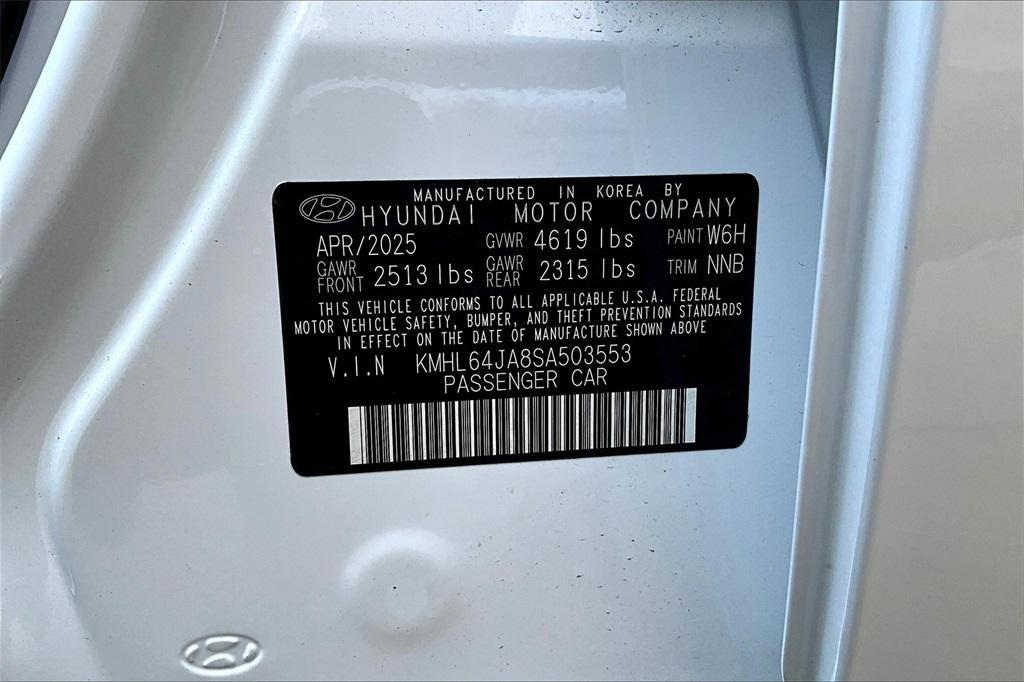 MANUFACTURED IN KOREA BY
HYUNDAI MOTOR COMPANY
APR/2025 GVWR 4619 lbs PAINT W6H
GAWR FRONT 2513 lbs GAWR REAR 2315 lbs TRIM NNB
THIS VEHICLE CONFORMS TO ALL APPLICABLE U.S.A. FEDERAL
MOTOR VEHICLE SAFETY, BUMPER, AND THEFT PREVENTION STANDARDS
IN EFFECT ON THE DATE OF MANUFACTURE SHOWN ABOVE
V.I.N KMHL64JA8SA503553
PASSENGER CAR